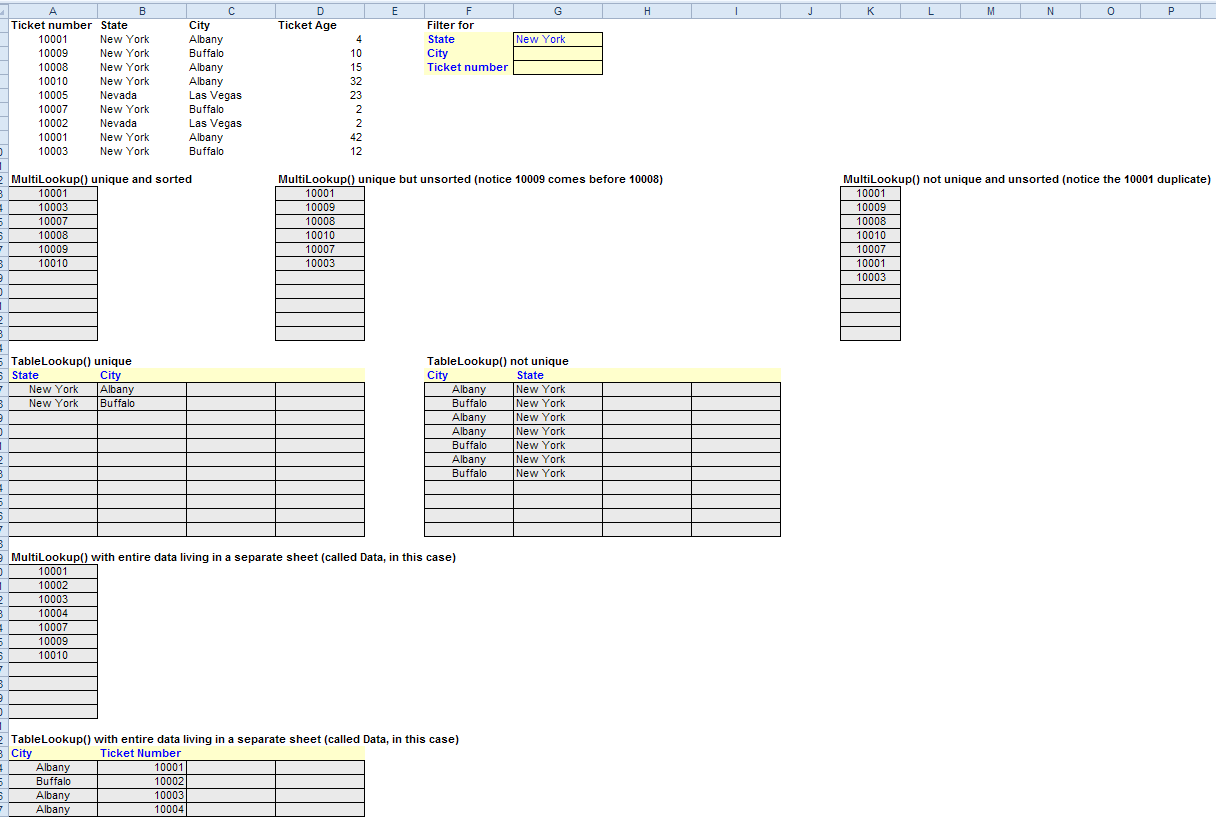 A B C D E F G H I J K L M N O P
Ticket number State City Ticket Age Filter for
10001 New York Albany 4 State New York
10009 New York Buffalo 10 City
10008 New York Albany 15 Ticket number
10010 New York Albany 32
10005 Nevada Las Vegas 23
10007 New York Buffalo 2
10002 Nevada Las Vegas 2
10001 New York Albany 42
10003 New York Buffalo 12
MultiLookup() unique and sorted MultiLookup() unique but unsorted (notice 10009 comes before 10008) MultiLookup() not unique and unsorted (notice the 10001 duplicate)
10001 10001 10001
10003 10009 10009
10007 10008 10008
10008 10010 10010
10009 10007 10007
10010 10003 10001
10003
TableLookup() unique TableLookup() not unique
State City City State
New York Albany Albany New York
New York Buffalo Buffalo New York
Albany New York
Albany New York
Buffalo New York
Albany New York
Buffalo New York
MultiLookup() with entire data living in a separate sheet (called Data, in this case)
10001
10002
10003
10004
10007
10009
10010
TableLookup() with entire data living in a separate sheet (called Data, in this case)
City Ticket Number
Albany 10001
Buffalo 10002
Albany 10003
Albany 10004